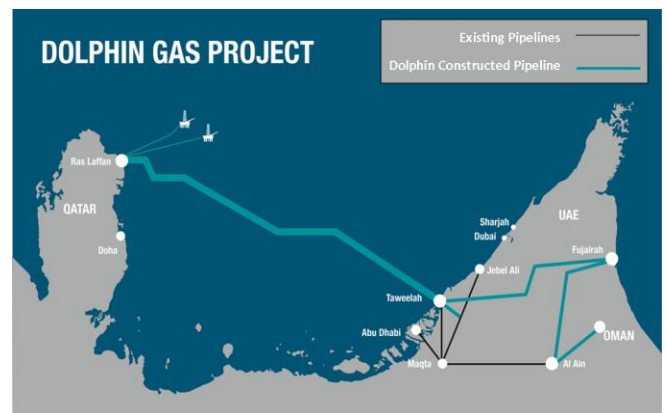 DOLPHIN GAS PROJECT
Existing Pipelines
Dolphin Constructed Pipeline
Ras Laffan
QATAR
Doha
Sharjah
Dubai
UAE
Fujairah
Jebel Ali
Taweelah
Abu Dhabi
OMAN
Maqta
Al Ain